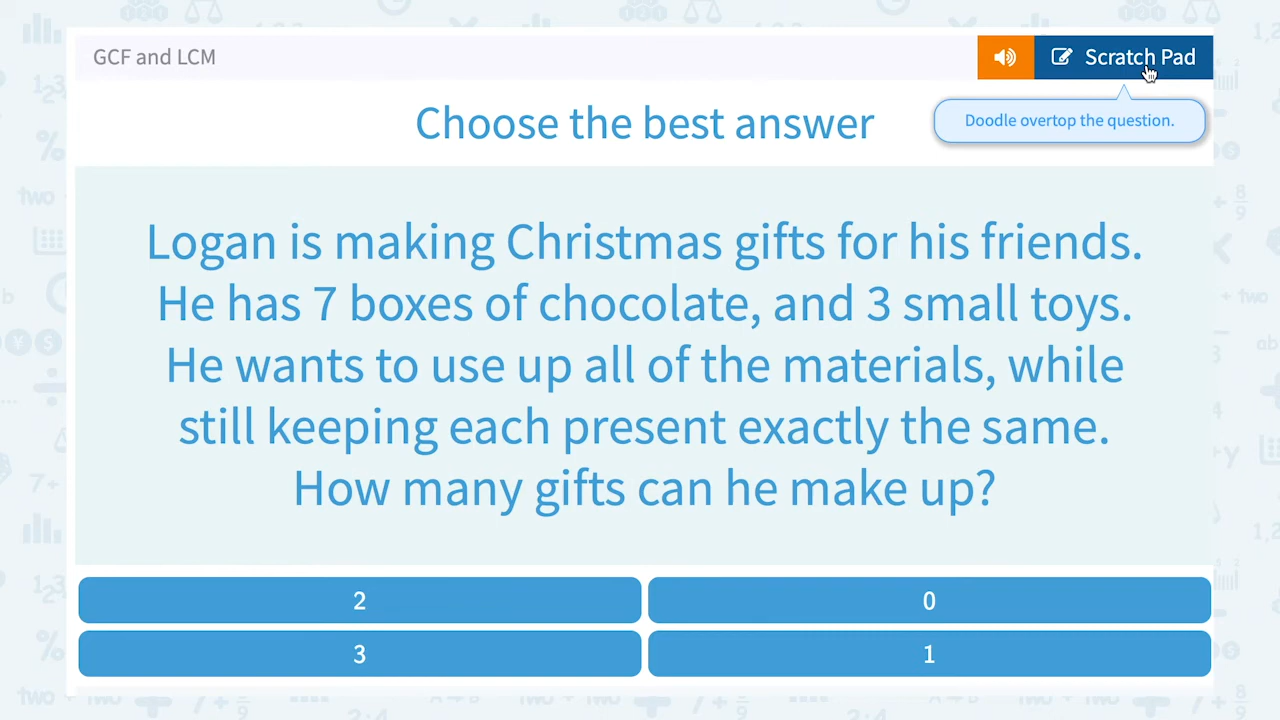 GCF and LCM
Scratch Pad
Choose the best answer
Doodle overtop the question.
Logan is making Christmas gifts for his friends.
He has 7 boxes of chocolate, and 3 small toys.
He wants to use up all of the materials, while
still keeping each present exactly the same.
How many gifts can he make up?
2
0
3
1